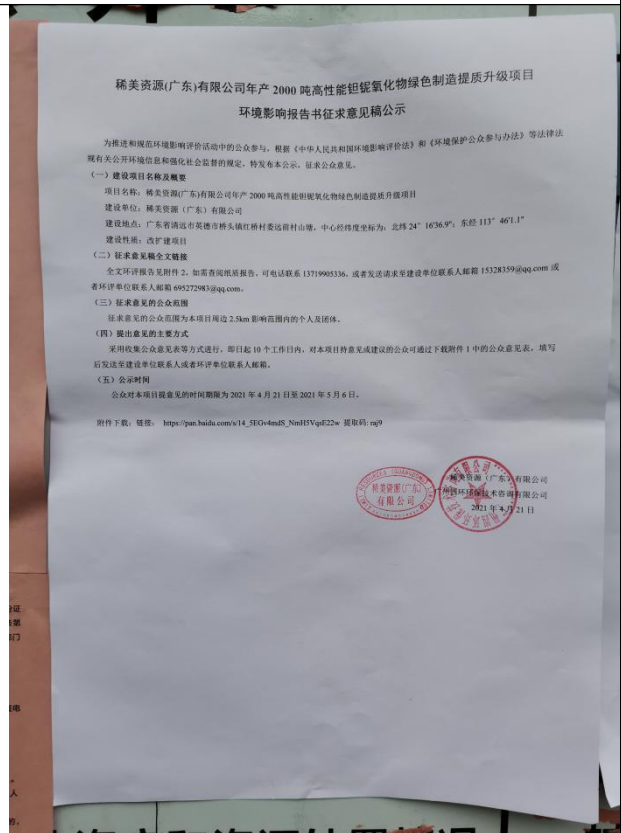 稀美资源(广东)有限公司年产 2000 吨高性能钽铌氧化物绿色制造提质升级项目
环境影响报告书征求意见稿公示
为推进和规范环境影响评价活动中的公众参与，根据《中华人民共和国环境影响评价法》和《环境保护公众参与办法》等法律法
规有关公开环境信息和强化社会监督的规定，特发布本公示，征求公众意见。
（一）建设项目名称及概要
项目名称：稀美资源(广东)有限公司年产 2000 吨高性能钽铌氧化物绿色制造提质升级项目
建设单位：稀美资源（广东）有限公司
建设地点：广东省清远市英德市桥头镇红桥村委远前村山塘，中心经纬度坐标为：北纬 24° 16'36.9"；东经 113° 46'1.1"
建设性质：改扩建项目
（二）征求意见稿全文链接
全文环评报告见附件 2。如需查阅纸质报告，可电话联系 13719905336，或者发送请求至建设单位联系人邮箱 15328359@qq.com 或
者环评单位联系人邮箱 695272983@qq.com。
（三）征求意见的公众范围
征求意见的公众范围为本项目周边 2.5km 影响范围内的个人及团体。
（四）提出意见的主要方式
采用收集公众意见表等方式进行，即日起 10 个工作日内，对本项目持意见或建议的公众可通过下载附件 1 中的公众意见表，填写
后发送至建设单位联系人或者环评单位联系人邮箱。
（五）公示时间
公众对本项目提意见的时间期限为 2021 年 4 月 21 日至 2021 年 5 月 6 日。
附件下载：链接： https://pan.baidu.com/s/14_5EGv4mdS_NmH5VqsE22w 提取码: raj9
稀美资源（广东）有限公司
稀美资源(广东)
有限公司
技术咨询有限公司
2021 年 4 月 21 日